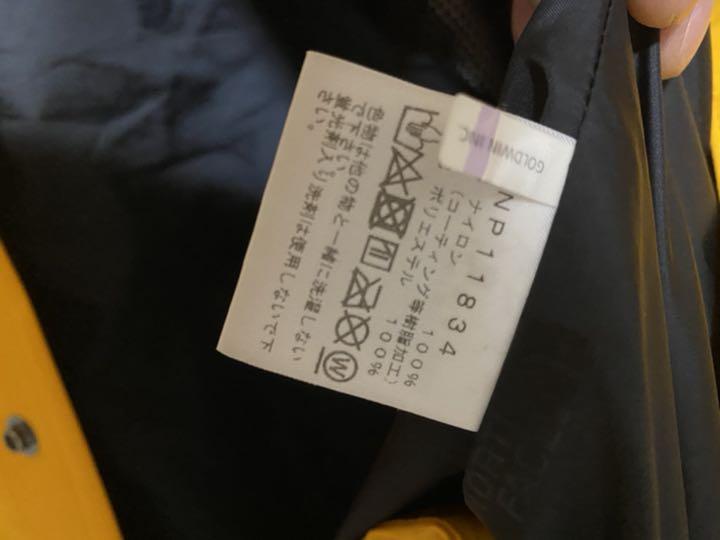 GOLDWIN INC.
NP11834
ナイロン 100%
(コーティング等樹脂加工)
ポリエステル 100%
W
色物は他の物と一緒に洗濯しない
で下さい。
蛍光剤入り洗剤は使用しないで下
さい。